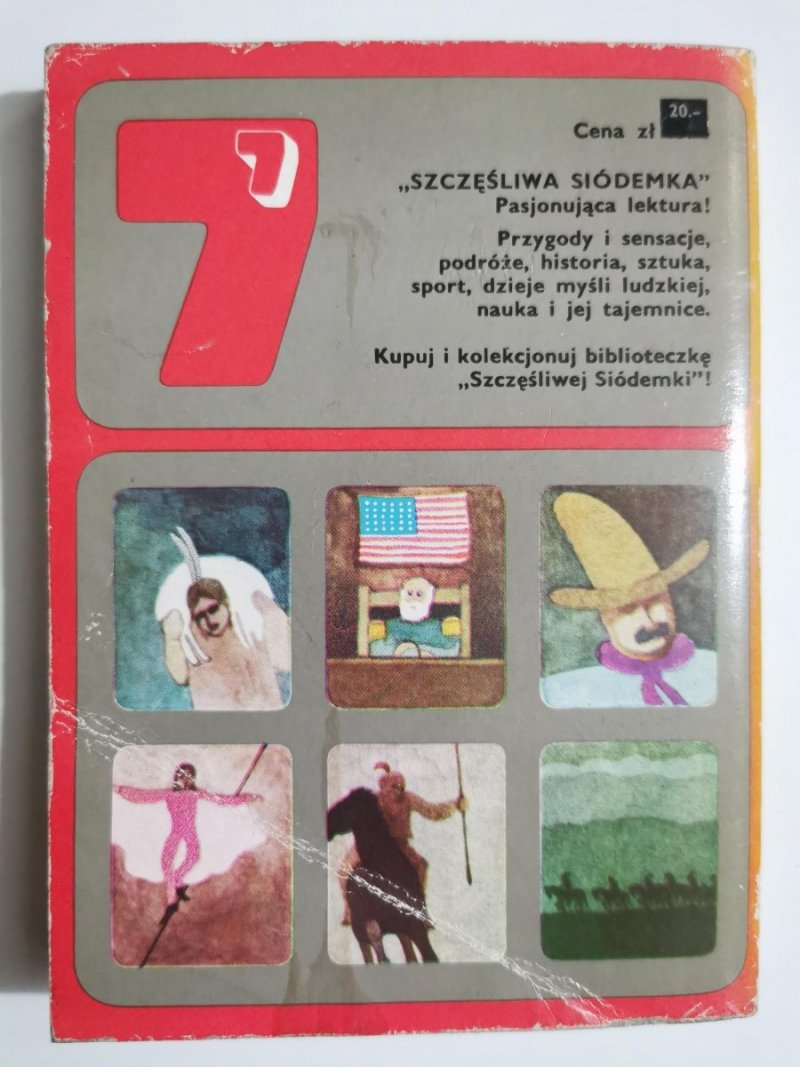 7
7
Cena zł 20.-
„SZCZĘŚLIWA SIÓDEMKA”
Pasjonująca lektura!
Przygody i sensacje,
podróże, historia, sztuka,
sport, dzieje myśli ludzkiej,
nauka i jej tajemnice.
Kupuj i kolekcjonuj biblioteczkę
„Szczęśliwej Siódemki”!